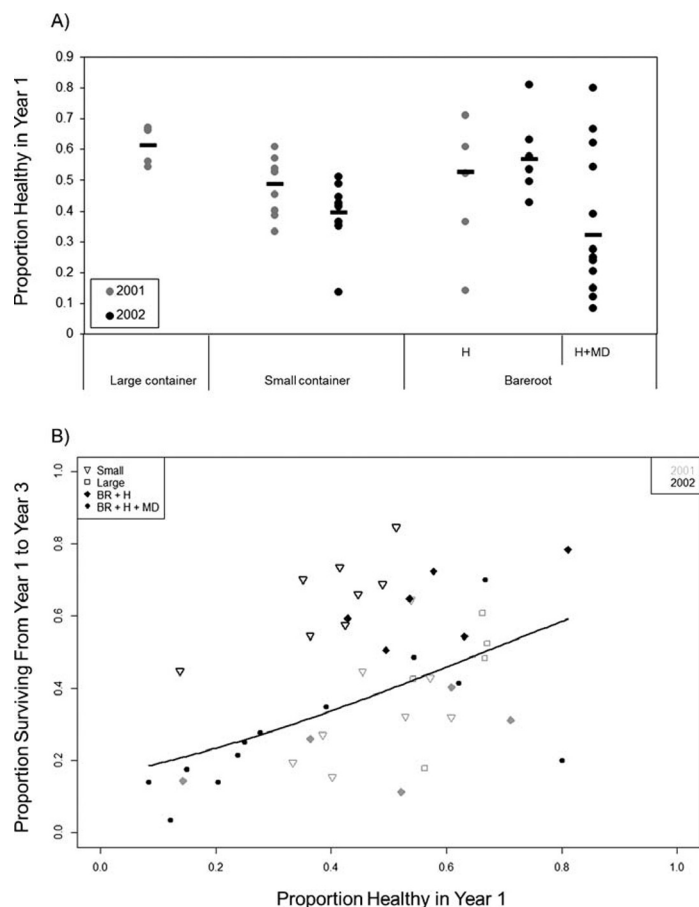 A)
Proportion Healthy in Year 1
0.9
0.8
0.7
0.6
0.5
0.4
0.3
0.2
0.1
0
2001
2002
H
H+MD
Large container
Small container
Bareroot
B)
Proportion Surviving From Year 1 to Year 3
1.0
0.8
0.6
0.4
0.2
0.0
Small
Large
BR + H
BR + H + MD
2001
2002
0.0 0.2 0.4 0.6 0.8 1.0
Proportion Healthy in Year 1